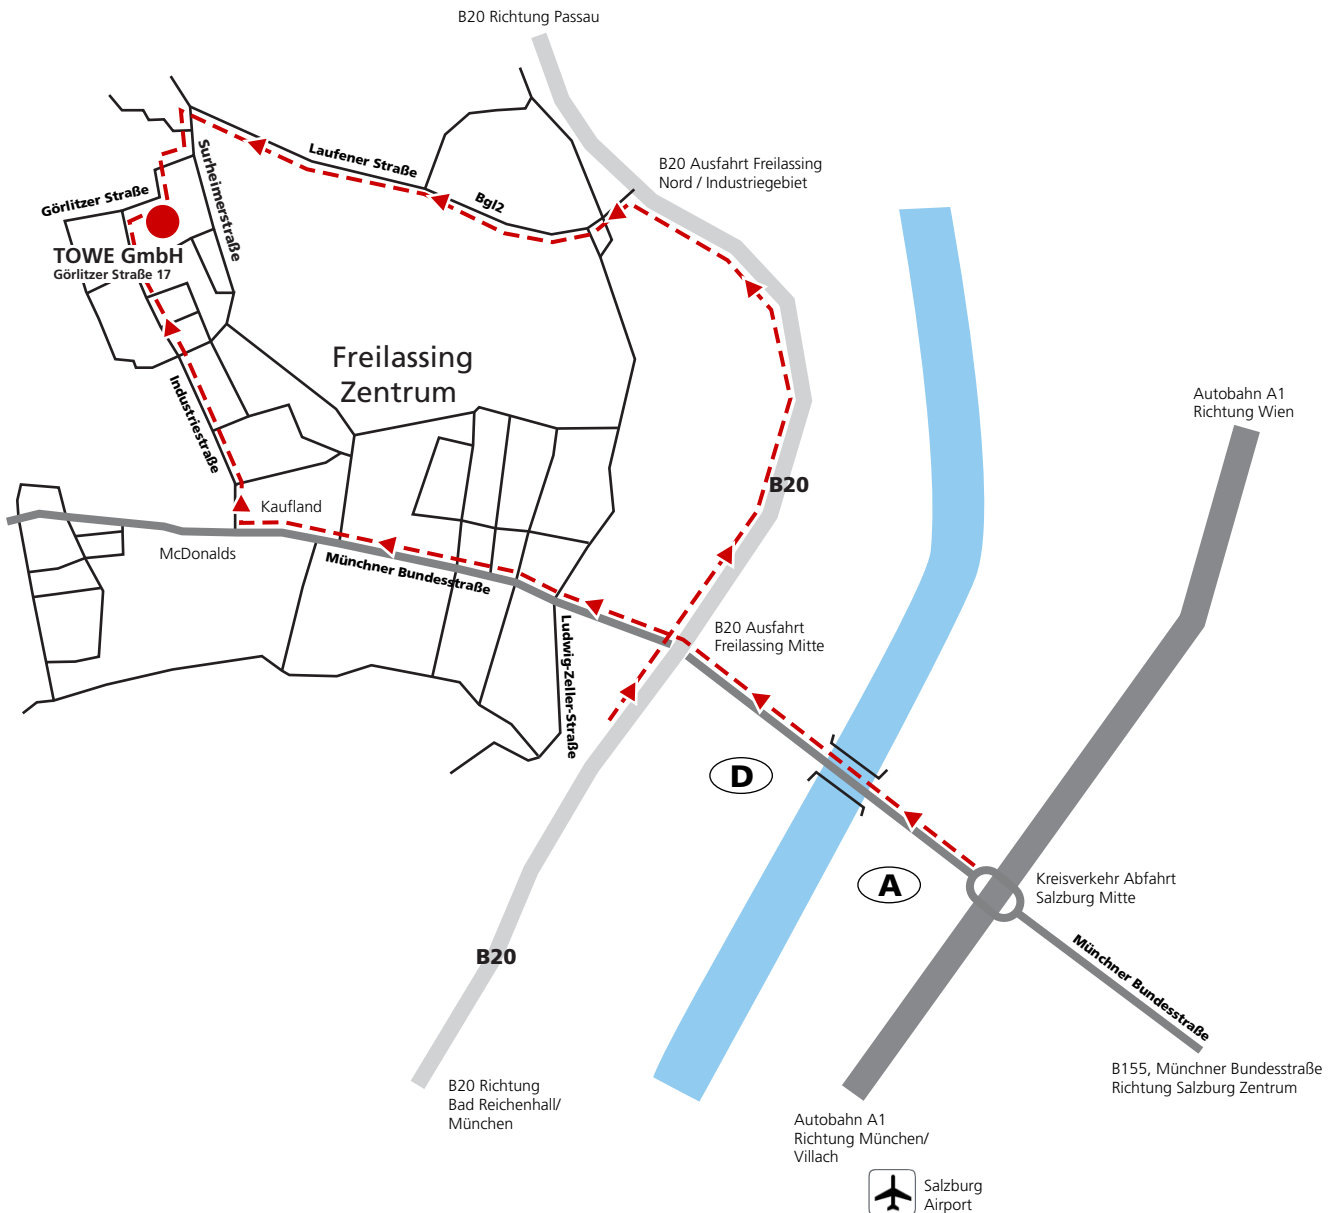 B20 Richtung Passau
B20 Ausfahrt Freilassing
Nord / Industriegebiet
Laufener Straße
Bgl2
Surheimerstraße
Görlitzer Straße
TOWE GmbH
Görlitzer Straße 17
Freilassing
Zentrum
Industriestraße
Autobahn A1
Richtung Wien
B20
Kaufland
McDonalds
Münchner Bundesstraße
Ludwig-Zeller-Straße
B20 Ausfahrt
Freilassing Mitte
D
A
Kreisverkehr Abfahrt
Salzburg Mitte
Münchner Bundesstraße
B20
B155, Münchner Bundesstraße
Richtung Salzburg Zentrum
B20 Richtung
Bad Reichenhall/
München
Autobahn A1
Richtung München/
Villach
Salzburg
Airport